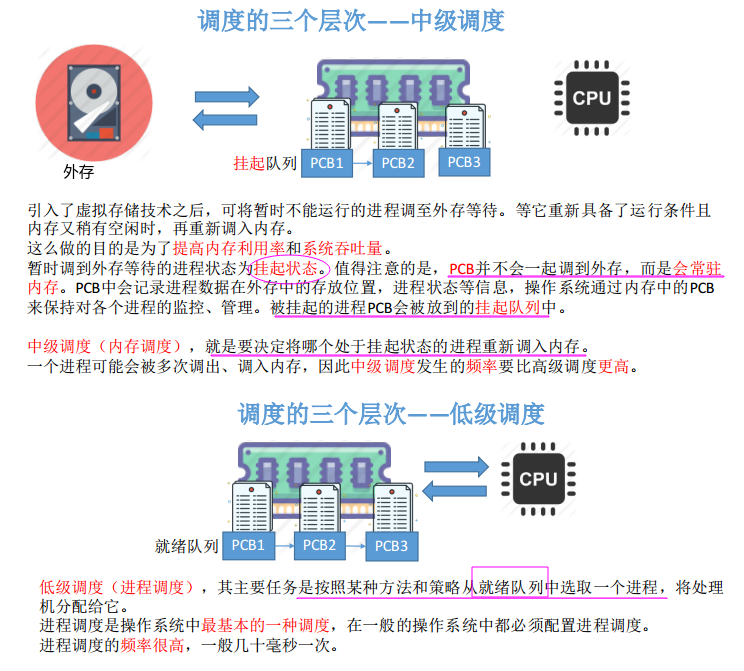 调度的三个层次——中级调度
CPU
外存
挂起队列
PCB1
PCB2
PCB3
引入了虚拟存储技术之后，可将暂时不能运行的进程调至外存等待。等它重新具备了运行条件且
内存又稍有空闲时，再重新调入内存。
这么做的目的是为了提高内存利用率和系统吞吐量。
暂时调到外存等待的进程状态为挂起状态。值得注意的是，PCB并不会一起调到外存，而是会常驻
内存。PCB中会记录进程数据在外存中的存放位置，进程状态等信息，操作系统通过内存中的PCB
来保持对各个进程的监控、管理。被挂起的进程PCB会被放到的挂起队列中。
中级调度（内存调度），就是要决定将哪个处于挂起状态的进程重新调入内存。
一个进程可能会被多次调出、调入内存，因此中级调度发生的频率要比高级调度更高。
调度的三个层次——低级调度
CPU
就绪队列
PCB1
PCB2
PCB3
低级调度（进程调度），其主要任务是按照某种方法和策略从就绪队列中选取一个进程，将处理
机分配给它。
进程调度是操作系统中最基本的一种调度，在一般的操作系统中都必须配置进程调度。
进程调度的频率很高，一般几十毫秒一次。